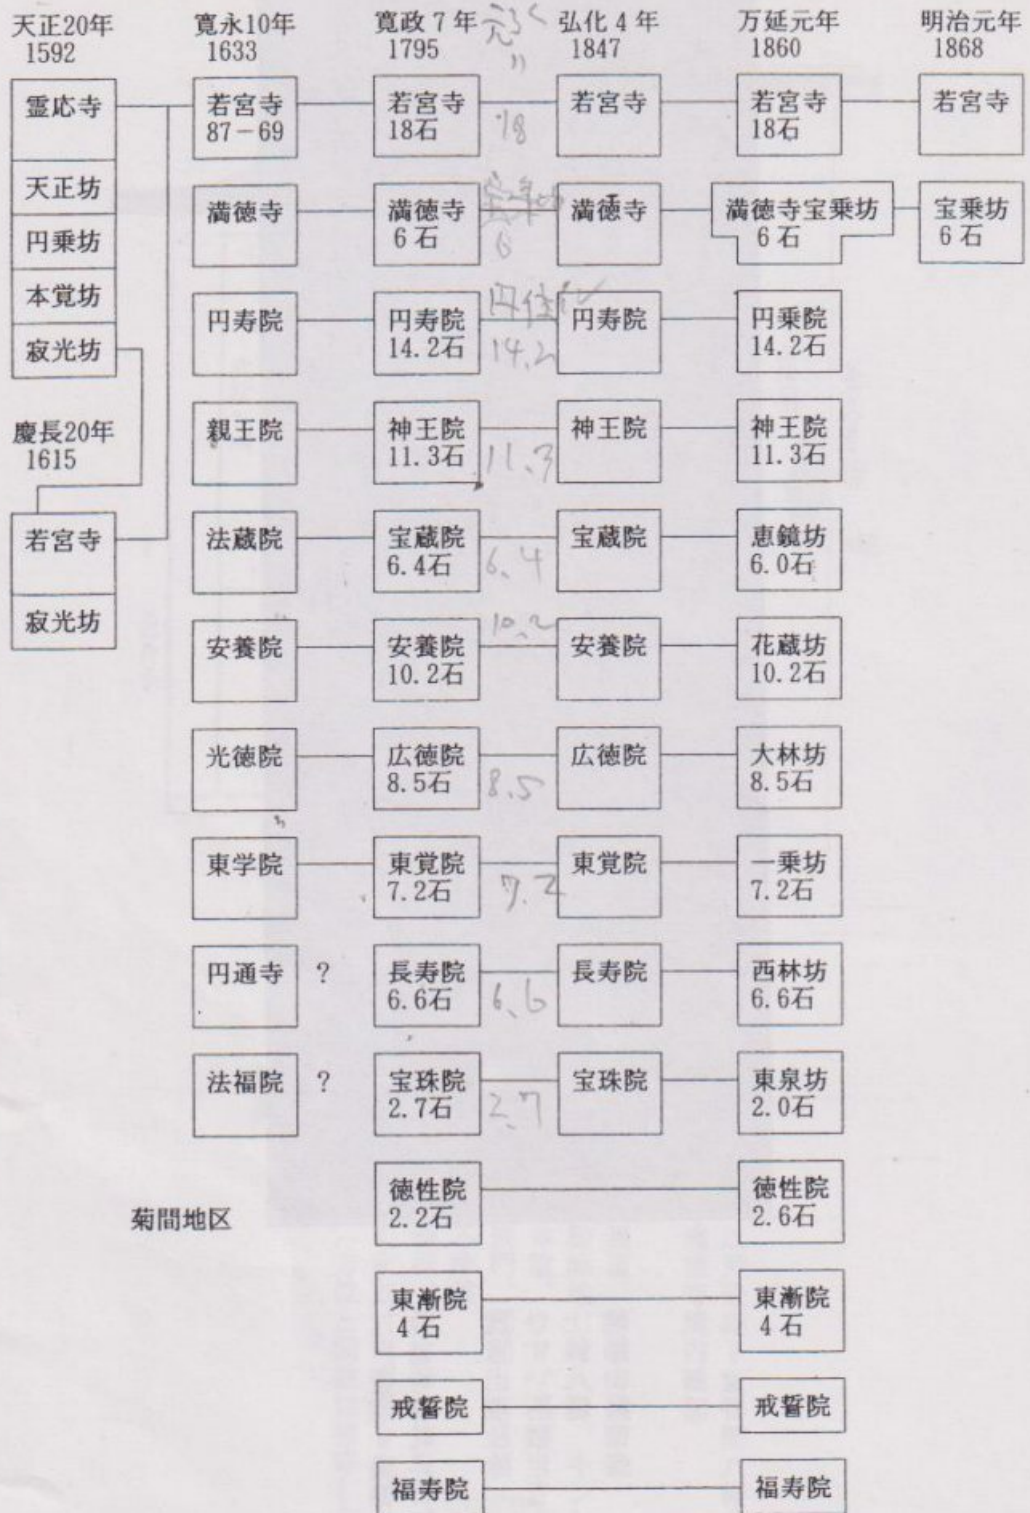 天正20年
1592
寛永10年
1633
寛政7年
1795
元ろく
〃
弘化4年
1847
万延元年
1860
明治元年
1868
霊応寺
天正坊
円乗坊
本覚坊
寂光坊
慶長20年
1615
若宮寺
寂光坊
若宮寺
87-69
若宮寺
18石
18
若宮寺
若宮寺
18石
若宮寺
満徳寺
満徳寺
6石
6
満徳寺
満徳寺宝乗坊
6石
宝乗坊
6石
円寿院
円寿院
14.2石
14.2
円寿院
円乗院
14.2石
親王院
神王院
11.3石
11.3
神王院
神王院
11.3石
法蔵院
宝蔵院
6.4石
6.4
宝蔵院
恵鏡坊
6.0石
安養院
安養院
10.2石
10.2
安養院
花蔵坊
10.2石
光徳院
広徳院
8.5石
8.5
広徳院
大林坊
8.5石
東学院
東覚院
7.2石
7.2
東覚院
一乗坊
7.2石
円通寺 ?
長寿院
6.6石
6.6
長寿院
西林坊
6.6石
法福院 ?
宝珠院
2.7石
2.7
宝珠院
東泉坊
2.0石
菊間地区
徳性院
2.2石
徳性院
2.6石
東漸院
4石
東漸院
4石
戒誓院
戒誓院
福寿院
福寿院